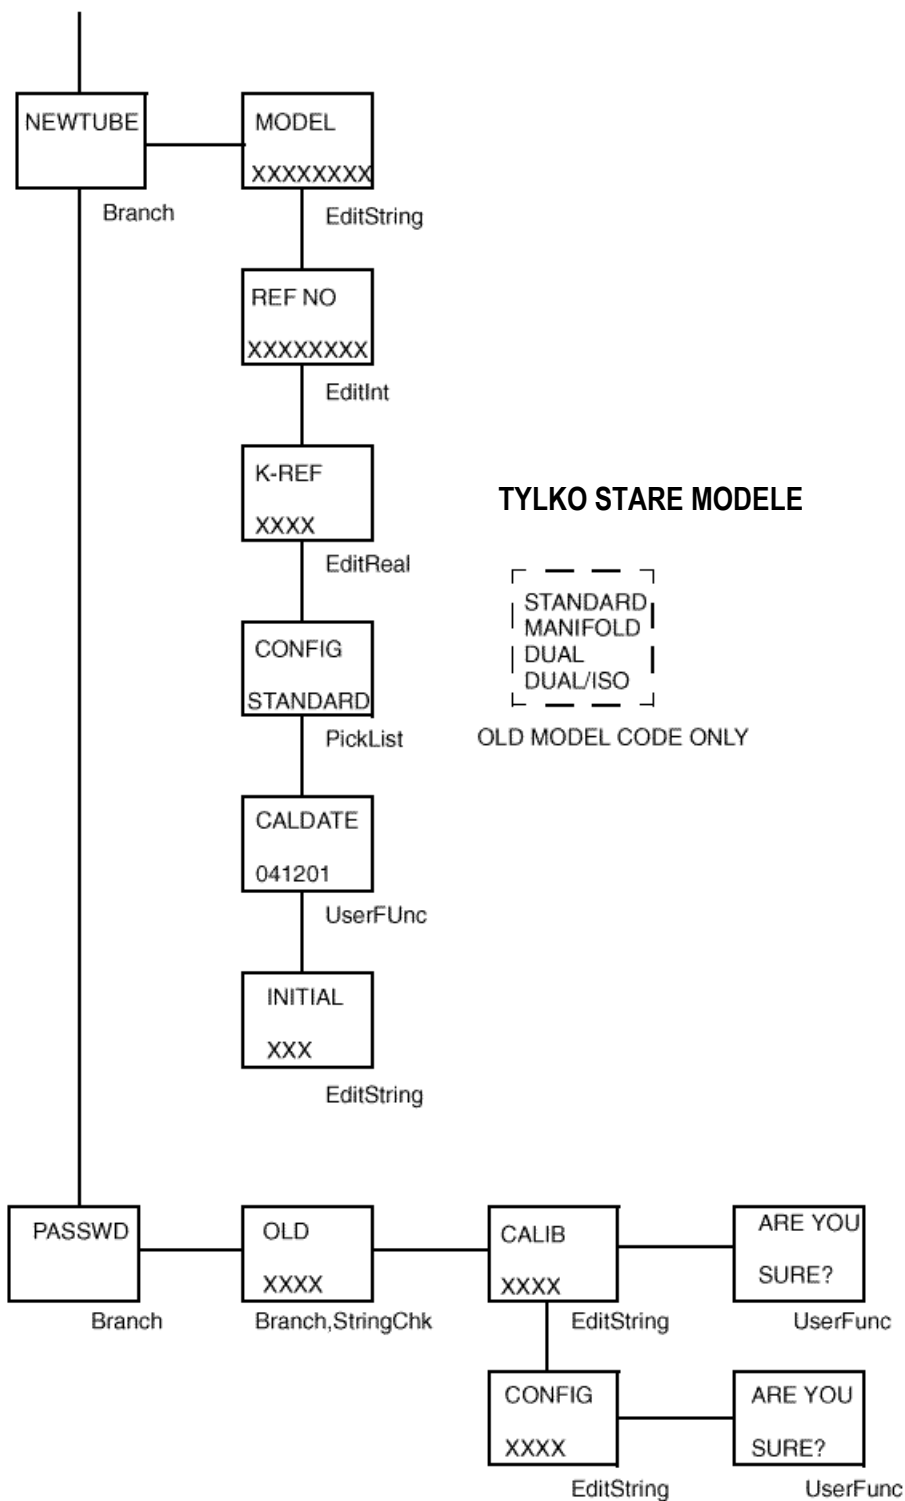 NEWTUBE
Branch
MODEL
XXXXXXXX
EditString
REF NO
XXXXXXXX
EditInt
K-REF
XXXX
EditReal
CONFIG
STANDARD
PickList
TYLKO STARE MODELE
STANDARD
MANIFOLD
DUAL
DUAL/ISO
OLD MODEL CODE ONLY
CALDATE
041201
UserFUnc
INITIAL
XXX
EditString
PASSWD
Branch
OLD
XXXX
Branch,StringChk
CALIB
XXXX
EditString
ARE YOU
SURE?
UserFunc
CONFIG
XXXX
EditString
ARE YOU
SURE?
UserFunc